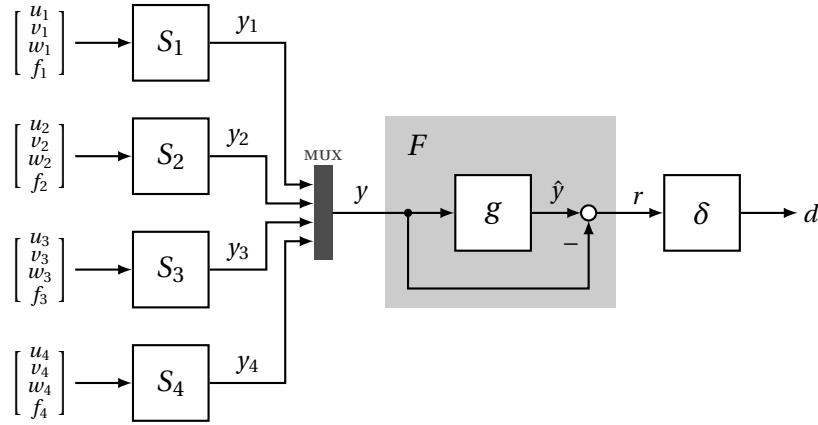 u₁
v₁
w₁
f₁
S₁
y₁
u₂
v₂
w₂
f₂
S₂
y₂
MUX
F
y
g
ŷ
−
r
δ
d
u₃
v₃
w₃
f₃
S₃
y₃
u₄
v₄
w₄
f₄
S₄
y₄